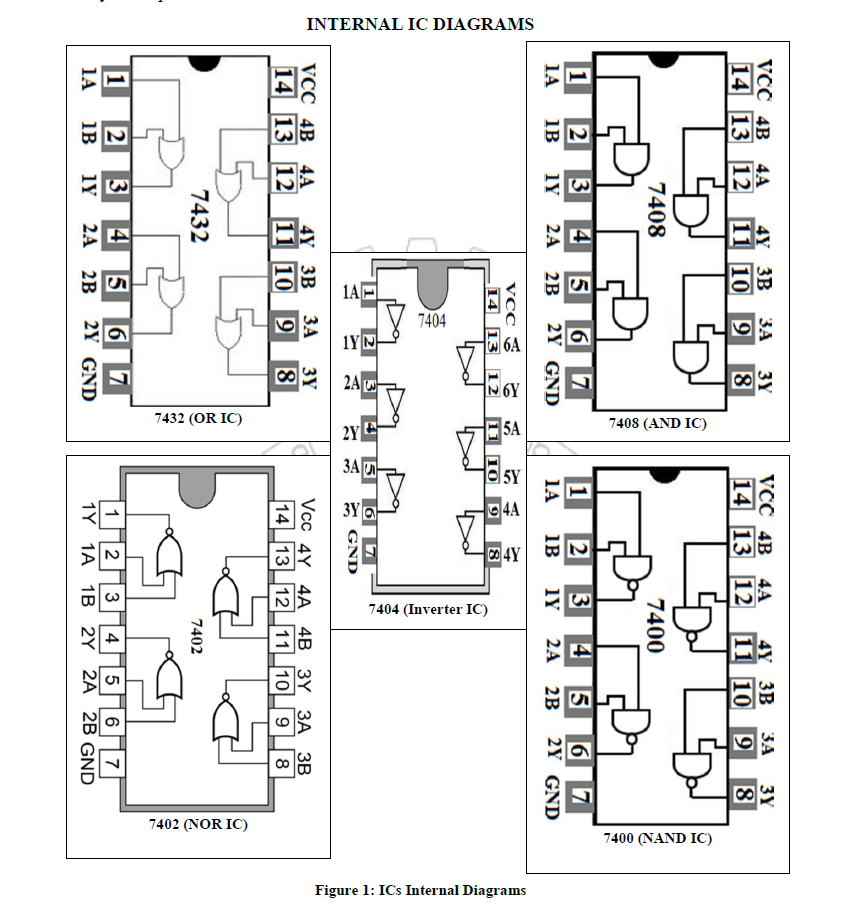 INTERNAL IC DIAGRAMS
1A 1
1B 2
1Y 3
2A 4
2B 5
2Y 6
GND 7
7432
14 VCC
13 4B
12 4A
11 4Y
10 3B
9 3A
8 3Y
7432 (OR IC)
1A 1
1Y 2
2A 3
2Y 4
3A 5
3Y 6
GND 7
7404
14 VCC
13 6A
12 6Y
11 5A
10 5Y
9 4A
8 4Y
7404 (Inverter IC)
1A 1
1B 2
1Y 3
2A 4
2B 5
2Y 6
GND 7
7408
14 VCC
13 4B
12 4A
11 4Y
10 3B
9 3A
8 3Y
7408 (AND IC)
1Y 1
1A 2
1B 3
2Y 4
2A 5
2B 6
GND 7
7402
14 Vcc
13 4Y
12 4A
11 4B
10 3Y
9 3A
8 3B
7402 (NOR IC)
1A 1
1B 2
1Y 3
2A 4
2B 5
2Y 6
GND 7
7400
14 VCC
13 4B
12 4A
11 4Y
10 3B
9 3A
8 3Y
7400 (NAND IC)
Figure 1: ICs Internal Diagrams